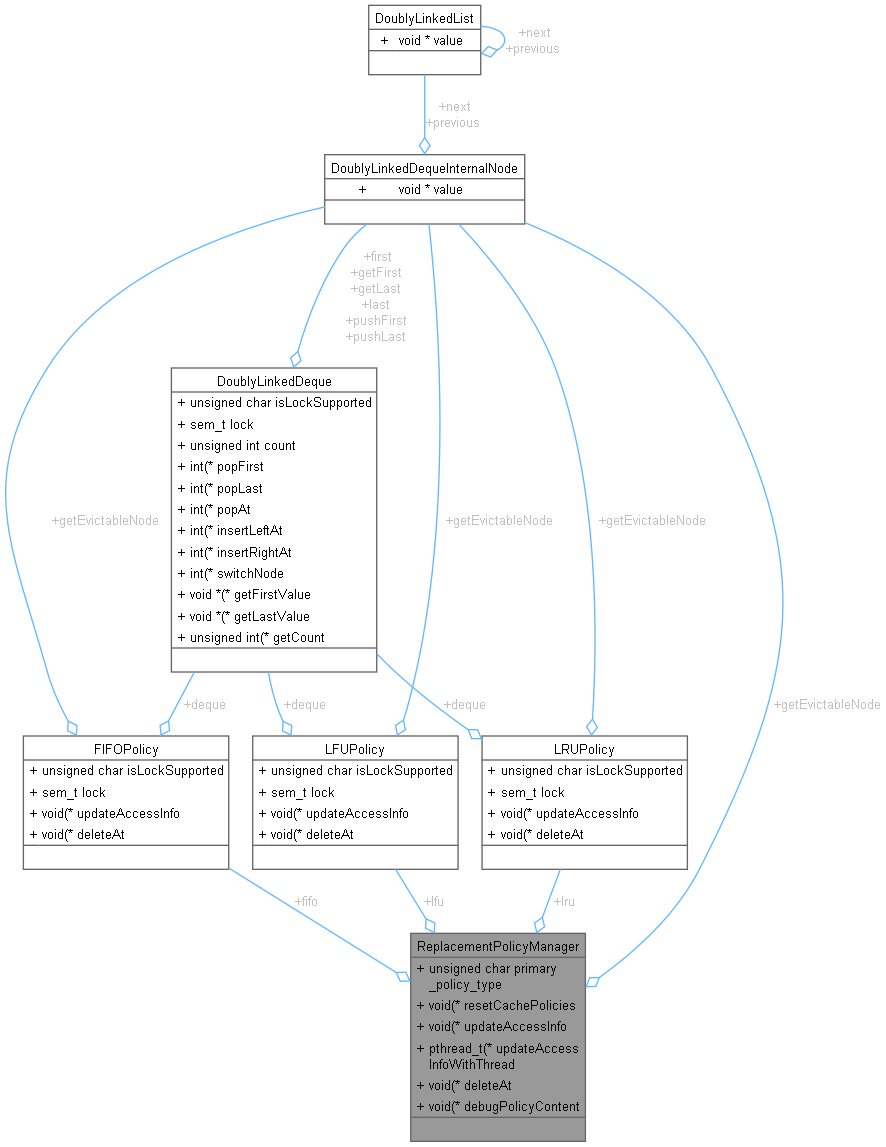 DoublyLinkedList
+ void * value
+next
+previous
+next
+previous
DoublyLinkedDequeInternalNode
+ void * value
+first
+getFirst
+getLast
+last
+pushFirst
+pushLast
DoublyLinkedDeque
+ unsigned char isLockSupported
+ sem_t lock
+ unsigned int count
+ int(* popFirst
+ int(* popLast
+ int(* popAt
+ int(* insertLeftAt
+ int(* insertRightAt
+ int(* switchNode
+ void *(* getFirstValue
+ void *(* getLastValue
+ unsigned int(* getCount
+getEvictableNode
+getEvictableNode
+getEvictableNode
+getEvictableNode
+deque
+deque
+deque
FIFOPolicy
+ unsigned char isLockSupported
+ sem_t lock
+ void(* updateAccessInfo
+ void(* deleteAt
LFUPolicy
+ unsigned char isLockSupported
+ sem_t lock
+ void(* updateAccessInfo
+ void(* deleteAt
LRUPolicy
+ unsigned char isLockSupported
+ sem_t lock
+ void(* updateAccessInfo
+ void(* deleteAt
+fifo
+lfu
+lru
ReplacementPolicyManager
+ unsigned char primary
_policy_type
+ void(* resetCachePolicies
+ void(* updateAccessInfo
+ pthread_t(* updateAccess
InfoWithThread
+ void(* deleteAt
+ void(* debugPolicyContent